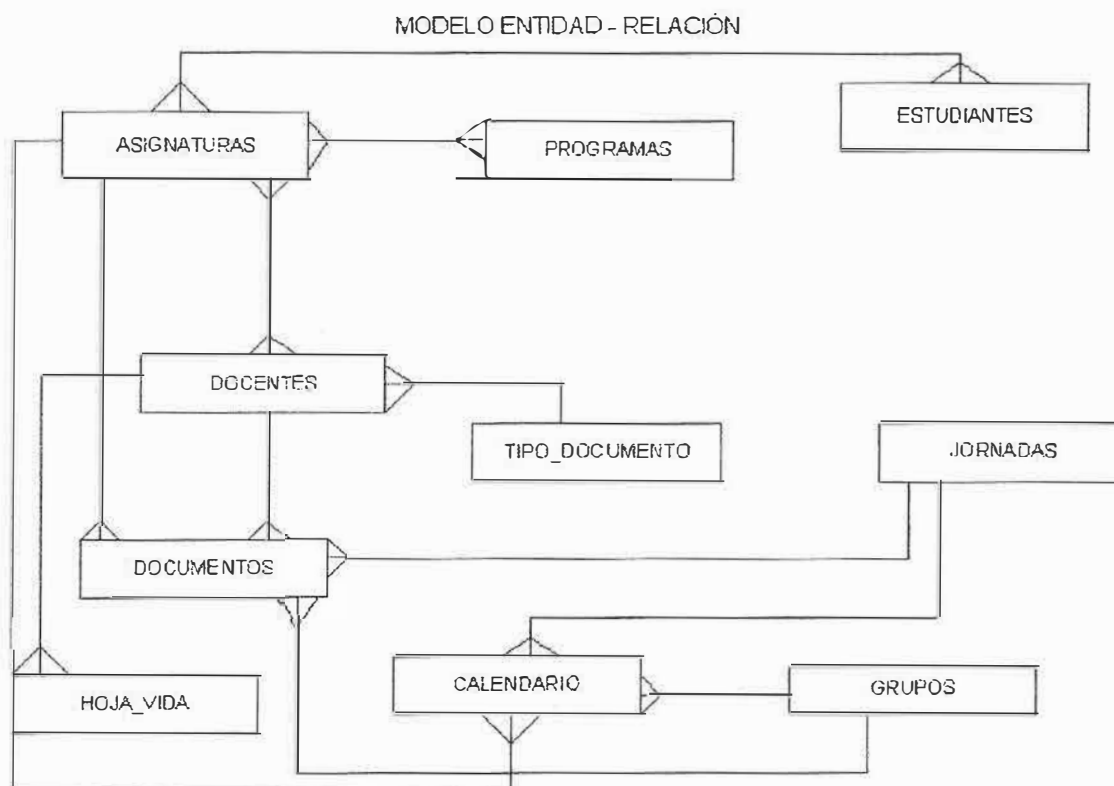 MODELO ENTIDAD - RELACIÓN
ESTUDIANTES
ASIGNATURAS
PROGRAMAS
DOCENTES
TIPO_DOCUMENTO
JORNADAS
DOCUMENTOS
CALENDARIO
GRUPOS
HOJA_VIDA